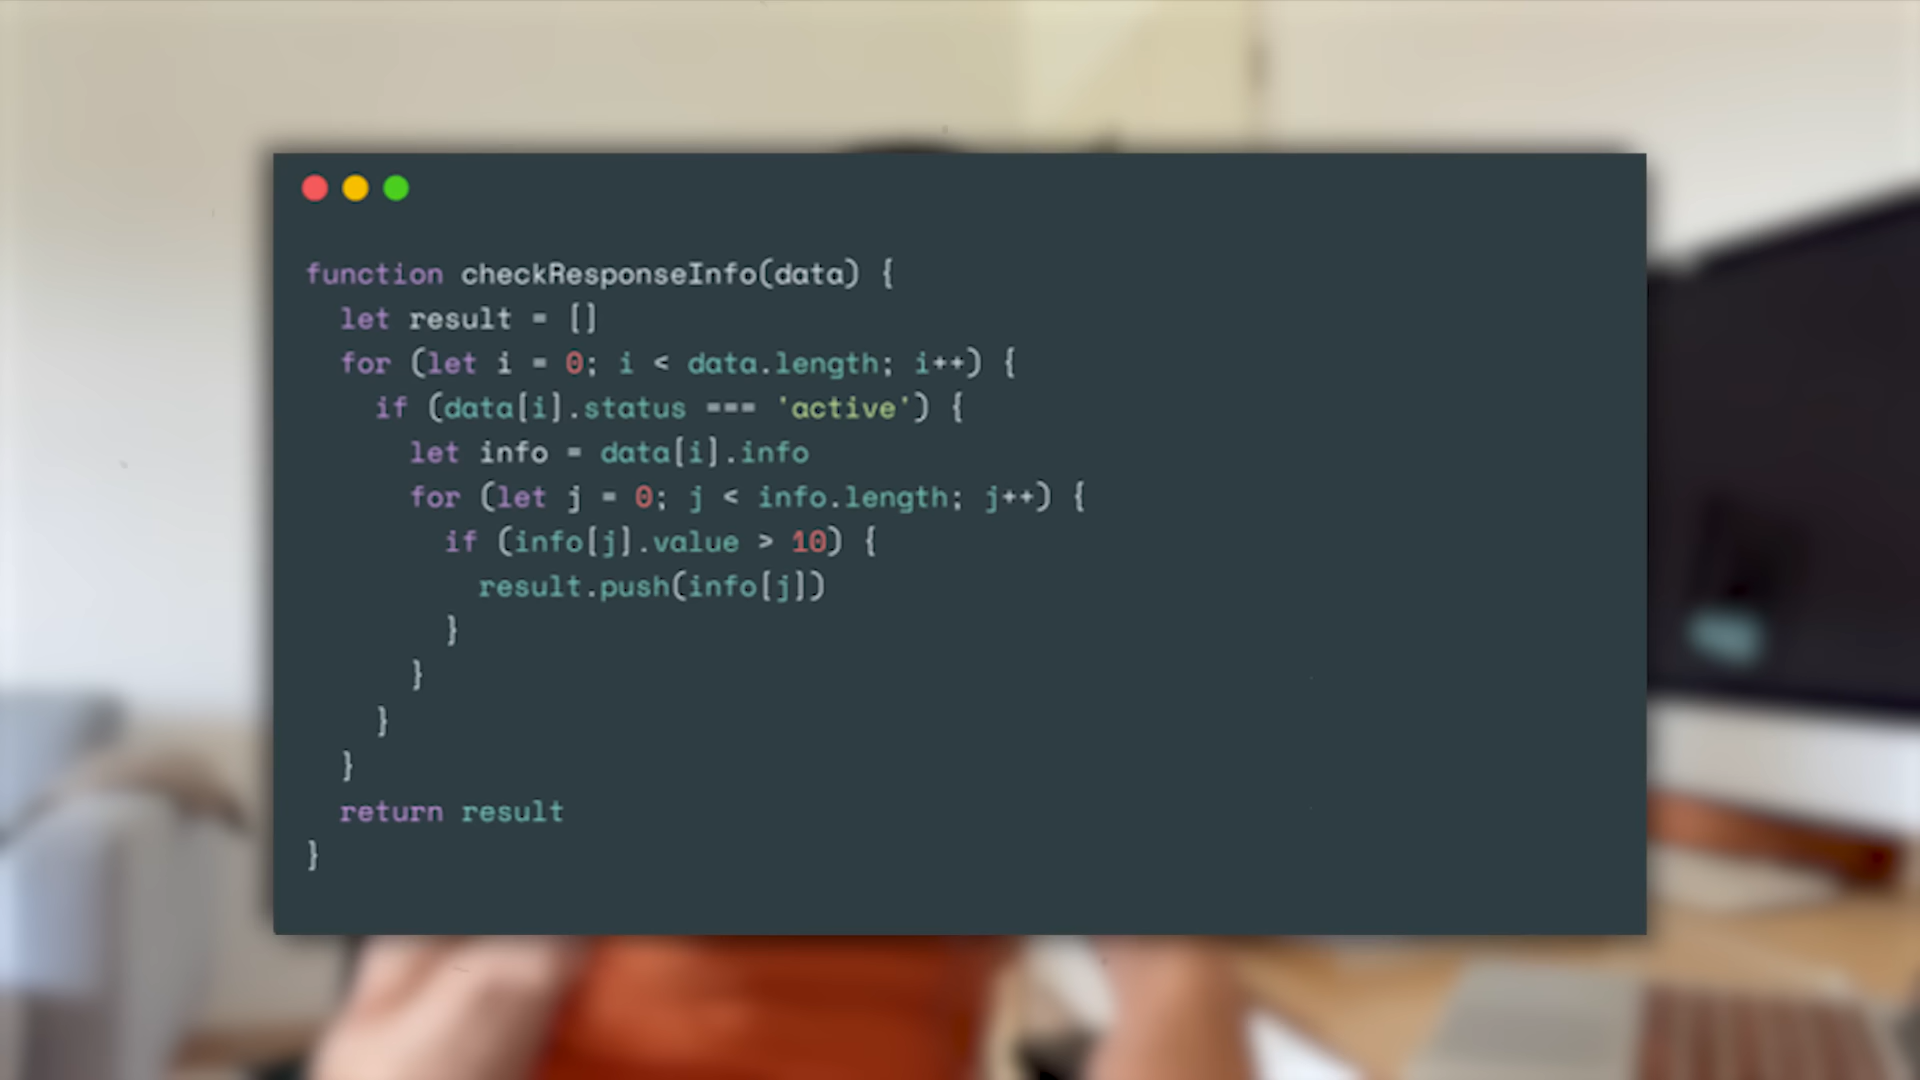 function checkResponseInfo(data) {
  let result = []
  for (let i = 0; i < data.length; i++) {
    if (data[i].status === 'active') {
      let info = data[i].info
      for (let j = 0; j < info.length; j++) {
        if (info[j].value > 10) {
          result.push(info[j])
        }
      }
    }
  }
  return result
}